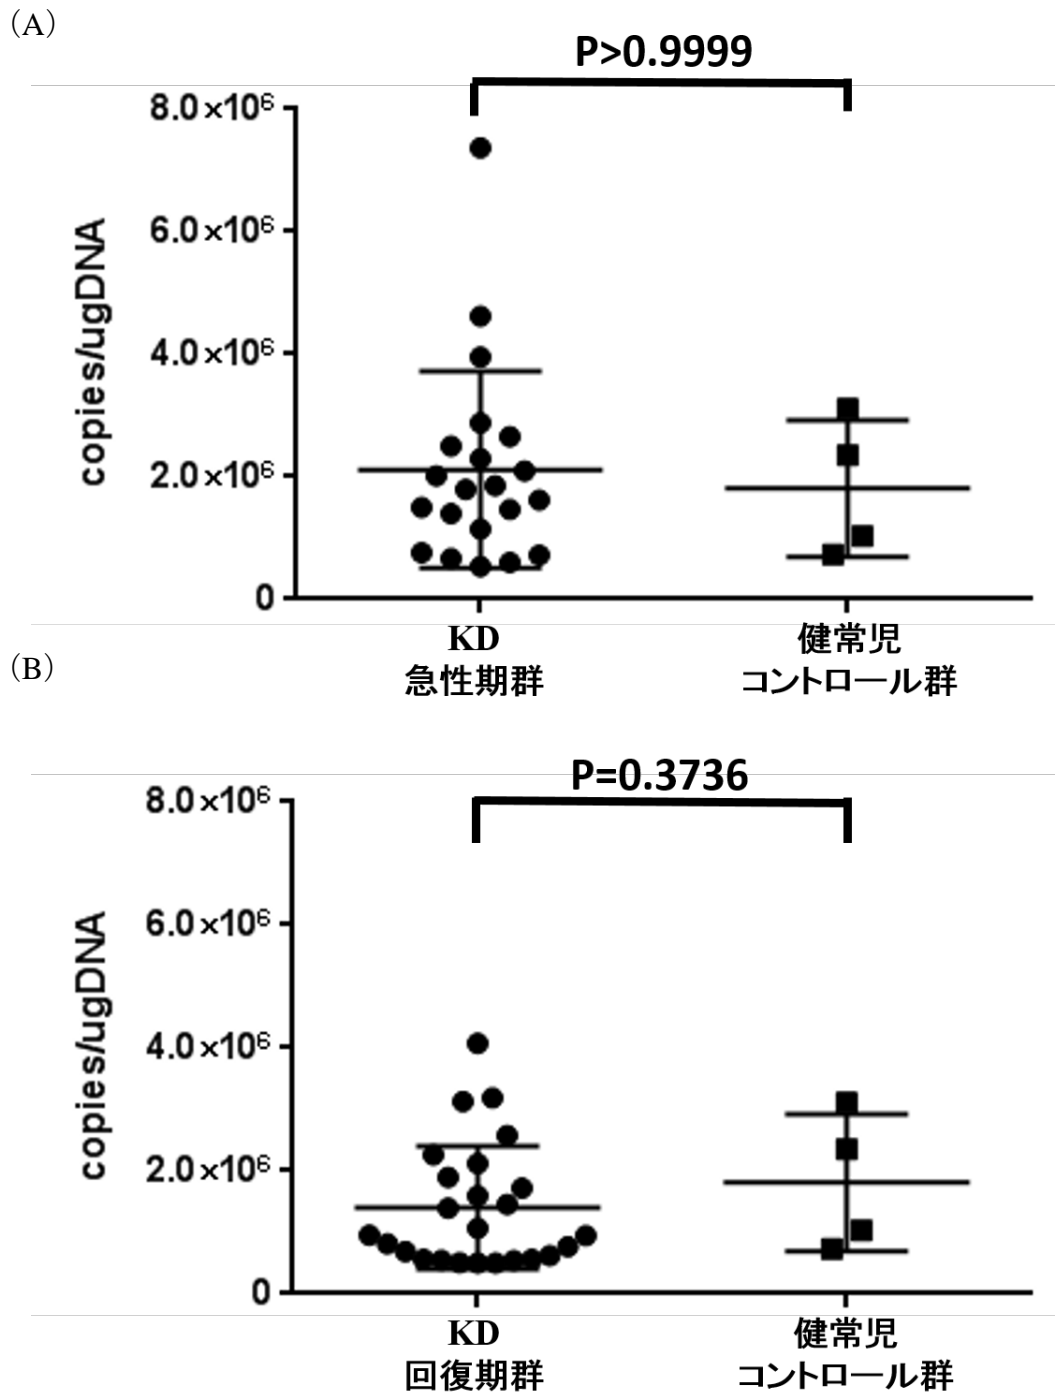 （A）
P>0.9999
8.0×10⁶
6.0×10⁶
4.0×10⁶
2.0×10⁶
0
copies/ugDNA
KD
急性期群
健常児
コントロール群
（B）
P=0.3736
8.0×10⁶
6.0×10⁶
4.0×10⁶
2.0×10⁶
0
copies/ugDNA
KD
回復期群
健常児
コントロール群